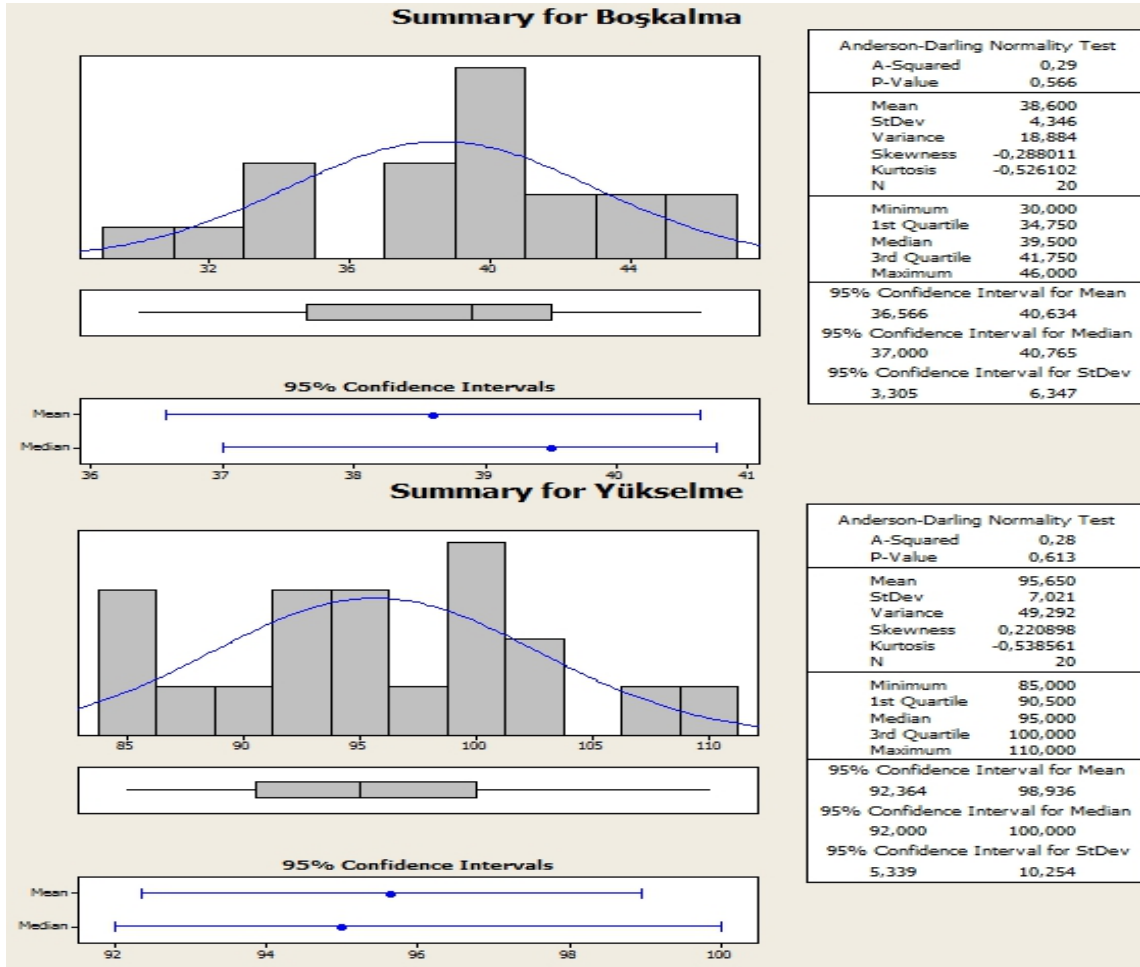 Summary for Boşkalma
32 36 40 44
95% Confidence Intervals
Mean
Median
36 37 38 39 40 41
Anderson-Darling Normality Test
A-Squared 0,29
P-Value 0,566
Mean 38,600
StDev 4,346
Variance 18,884
Skewness -0,288011
Kurtosis -0,526102
N 20
Minimum 30,000
1st Quartile 34,750
Median 39,500
3rd Quartile 41,750
Maximum 46,000
95% Confidence Interval for Mean
36,566 40,634
95% Confidence Interval for Median
37,000 40,765
95% Confidence Interval for StDev
3,305 6,347
Summary for Yükselme
85 90 95 100 105 110
95% Confidence Intervals
Mean
Median
92 94 96 98 100
Anderson-Darling Normality Test
A-Squared 0,28
P-Value 0,613
Mean 95,650
StDev 7,021
Variance 49,292
Skewness 0,220898
Kurtosis -0,538561
N 20
Minimum 85,000
1st Quartile 90,500
Median 95,000
3rd Quartile 100,000
Maximum 110,000
95% Confidence Interval for Mean
92,364 98,936
95% Confidence Interval for Median
92,000 100,000
95% Confidence Interval for StDev
5,339 10,254